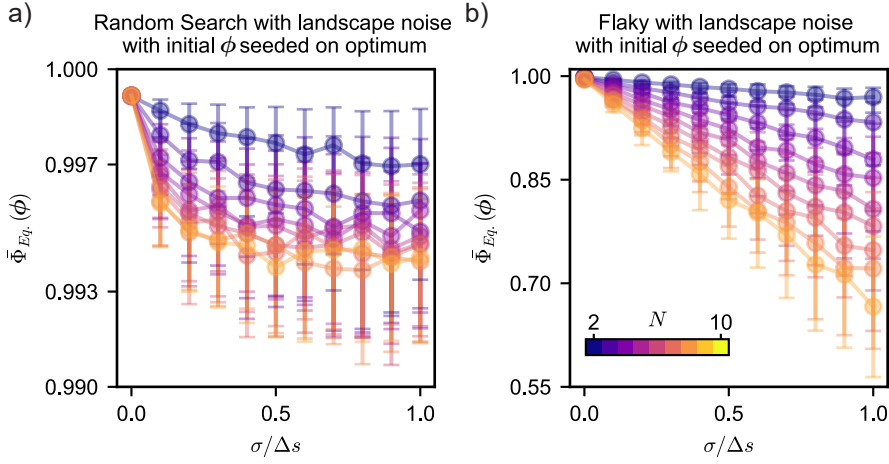 a)
Random Search with landscape noise
with initial ϕ seeded on optimum
1.000
0.997
0.993
0.990
Φ̄_Eq.(ϕ)
0.0
0.5
1.0
σ/Δs
b)
Flaky with landscape noise
with initial ϕ seeded on optimum
1.00
0.85
0.70
0.55
Φ̄_Eq.(ϕ)
2
N
10
0.0
0.5
1.0
σ/Δs